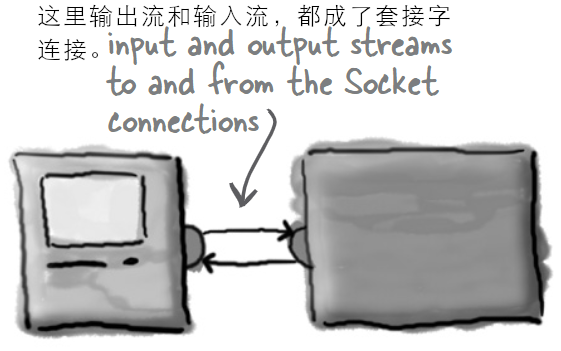 这里输出流和输入流，都成了套接字
连接。
input and output streams
to and from the Socket
connections